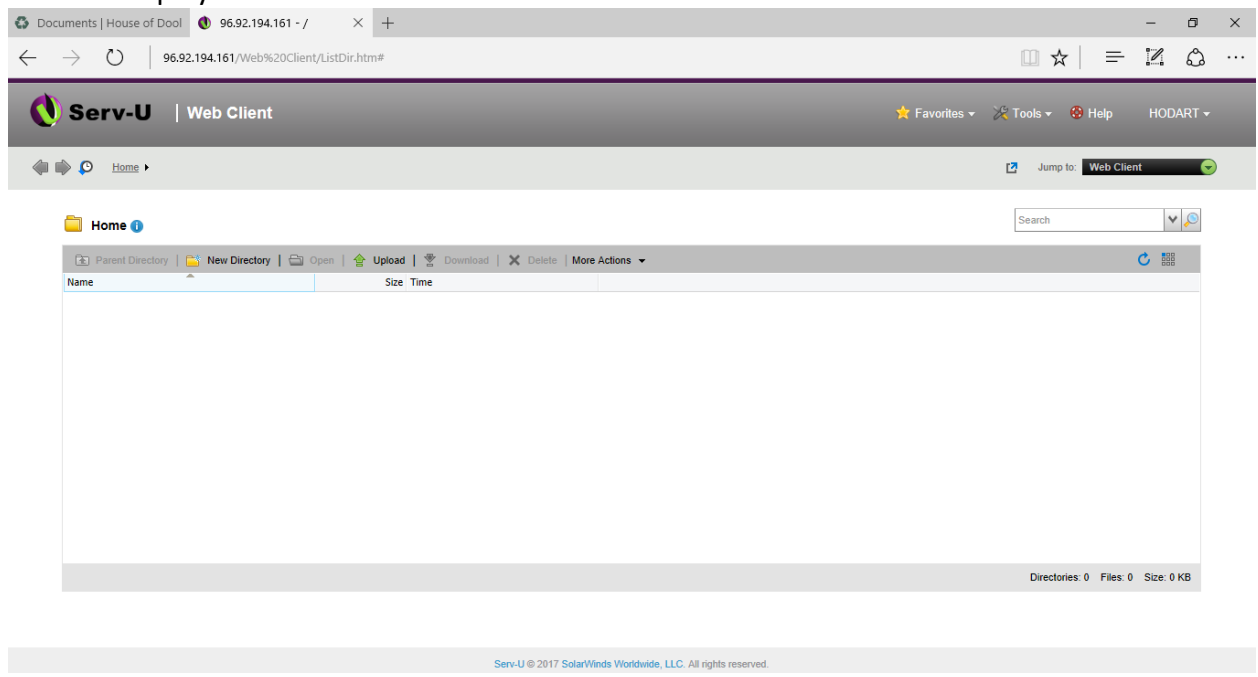 Documents | House of Dool 96.92.194.161 - /
96.92.194.161/Web%20Client/ListDir.htm#
Serv-U | Web Client Favorites Tools Help HODART
Home Jump to: Web Client
Home Search
Parent Directory | New Directory | Open | Upload | Download | Delete | More Actions
Name Size Time
Directories: 0 Files: 0 Size: 0 KB
Serv-U © 2017 SolarWinds Worldwide, LLC. All rights reserved.